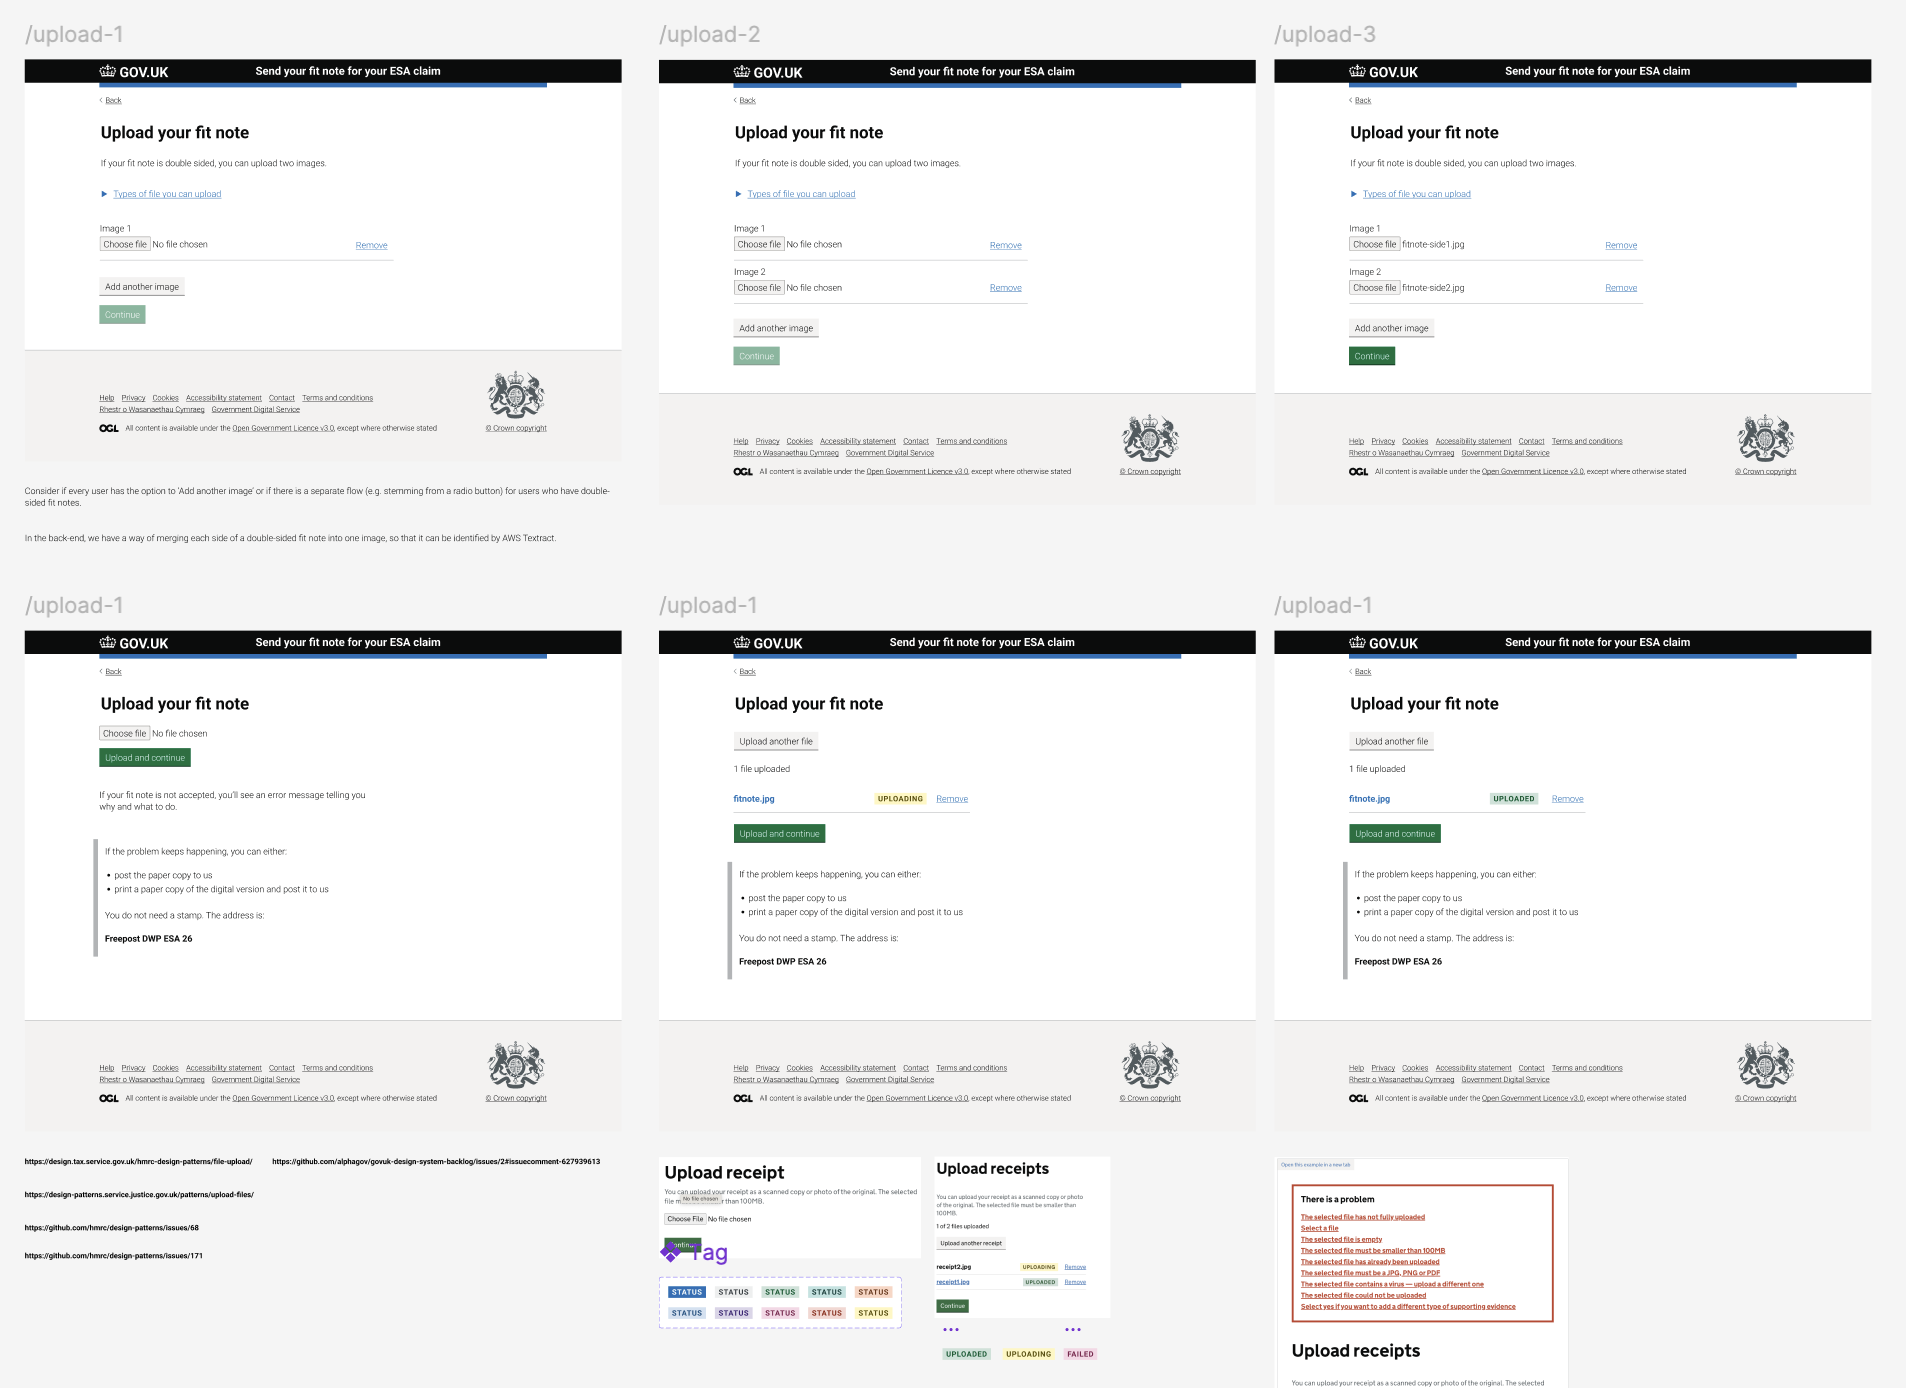 /upload-1
GOV.UK Send your fit note for your ESA claim
Back
Upload your fit note
If your fit note is double sided, you can upload two images.
Types of file you can upload
Image 1
Choose file No file chosen Remove
Add another image
Continue
Help Privacy Cookies Accessibility statement Contact Terms and conditions
Rhestr o Wasanaethau Cymraeg Government Digital Service
OGL All content is available under the Open Government Licence v3.0, except where otherwise stated
© Crown copyright
Consider if every user has the option to 'Add another image' or if there is a separate flow (e.g. stemming from a radio button) for users who have double-
sided fit notes.
In the back-end, we have a way of merging each side of a double-sided fit note into one image, so that it can be identified by AWS Textract.
/upload-2
GOV.UK Send your fit note for your ESA claim
Back
Upload your fit note
If your fit note is double sided, you can upload two images.
Types of file you can upload
Image 1
Choose file No file chosen Remove
Image 2
Choose file No file chosen Remove
Add another image
Continue
Help Privacy Cookies Accessibility statement Contact Terms and conditions
Rhestr o Wasanaethau Cymraeg Government Digital Service
OGL All content is available under the Open Government Licence v3.0, except where otherwise stated
© Crown copyright
/upload-3
GOV.UK Send your fit note for your ESA claim
Back
Upload your fit note
If your fit note is double sided, you can upload two images.
Types of file you can upload
Image 1
Choose file fitnote-side1.jpg Remove
Image 2
Choose file fitnote-side2.jpg Remove
Add another image
Continue
Help Privacy Cookies Accessibility statement Contact Terms and conditions
Rhestr o Wasanaethau Cymraeg Government Digital Service
OGL All content is available under the Open Government Licence v3.0, except where otherwise stated
© Crown copyright
/upload-1
GOV.UK Send your fit note for your ESA claim
Back
Upload your fit note
Choose file No file chosen
Upload and continue
If your fit note is not accepted, you'll see an error message telling you
why and what to do.
If the problem keeps happening, you can either:
• post the paper copy to us
• print a paper copy of the digital version and post it to us
You do not need a stamp. The address is:
Freepost DWP ESA 26
Help Privacy Cookies Accessibility statement Contact Terms and conditions
Rhestr o Wasanaethau Cymraeg Government Digital Service
OGL All content is available under the Open Government Licence v3.0, except where otherwise stated
© Crown copyright
/upload-1
GOV.UK Send your fit note for your ESA claim
Back
Upload your fit note
Upload another file
1 file uploaded
fitnote.jpg UPLOADING Remove
Upload and continue
If the problem keeps happening, you can either:
• post the paper copy to us
• print a paper copy of the digital version and post it to us
You do not need a stamp. The address is:
Freepost DWP ESA 26
Help Privacy Cookies Accessibility statement Contact Terms and conditions
Rhestr o Wasanaethau Cymraeg Government Digital Service
OGL All content is available under the Open Government Licence v3.0, except where otherwise stated
© Crown copyright
/upload-1
GOV.UK Send your fit note for your ESA claim
Back
Upload your fit note
Upload another file
1 file uploaded
fitnote.jpg UPLOADED Remove
Upload and continue
If the problem keeps happening, you can either:
• post the paper copy to us
• print a paper copy of the digital version and post it to us
You do not need a stamp. The address is:
Freepost DWP ESA 26
Help Privacy Cookies Accessibility statement Contact Terms and conditions
Rhestr o Wasanaethau Cymraeg Government Digital Service
OGL All content is available under the Open Government Licence v3.0, except where otherwise stated
© Crown copyright
https://design.tax.service.gov.uk/hmrc-design-patterns/file-upload/ https://github.com/alphagov/govuk-design-system-backlog/issues/2#issuecomment-627939613
https://design-patterns.service.justice.gov.uk/patterns/upload-files/
https://github.com/hmrc/design-patterns/issues/68
https://github.com/hmrc/design-patterns/issues/171
Upload receipt
You can upload your receipt as a scanned copy or photo of the original. The selected
file r than 100MB.
No file chosen
Choose File No file chosen
Tag
STATUS STATUS STATUS STATUS STATUS
STATUS STATUS STATUS STATUS STATUS
Upload receipts
You can upload your receipt as a scanned copy or photo
of the original. The selected file must be smaller than
100MB.
1 of 2 files uploaded
Upload another receipt
receipt2.jpg UPLOADING Remove
receipt1.jpg UPLOADED Remove
Continue
UPLOADED UPLOADING FAILED
Open this example in a new tab
There is a problem
The selected file has not fully uploaded
Select a file
The selected file is empty
The selected file must be smaller than 100MB
The selected file has already been uploaded
The selected file must be a JPG, PNG or PDF
The selected file contains a virus — upload a different one
The selected file could not be uploaded
Select yes if you want to add a different type of supporting evidence
Upload receipts
You can upload your receipt as a scanned copy or photo of the original. The selected